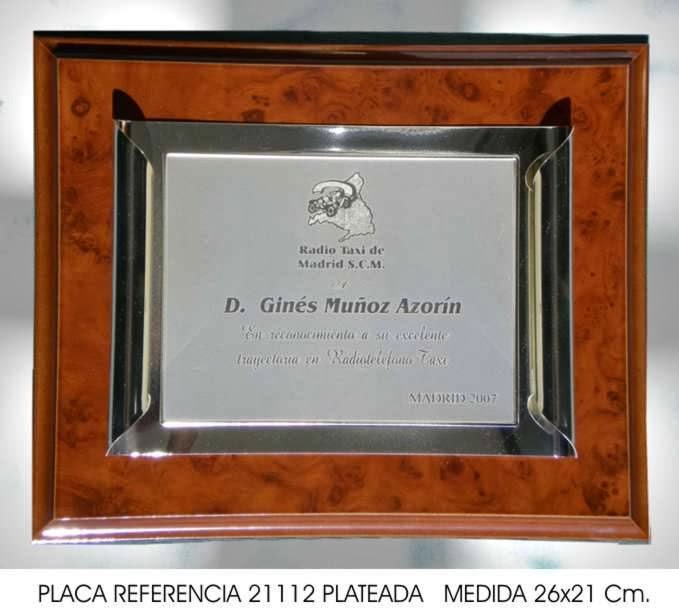 Radio Taxi de
Madrid S.C.M.
A
D. Ginés Muñoz Azorín
En reconocimiento a su excelente
trayectoria en Radiotelefono Taxi
MADRID 2007
PLACA REFERENCIA 21112 PLATEADA MEDIDA 26x21 Cm.